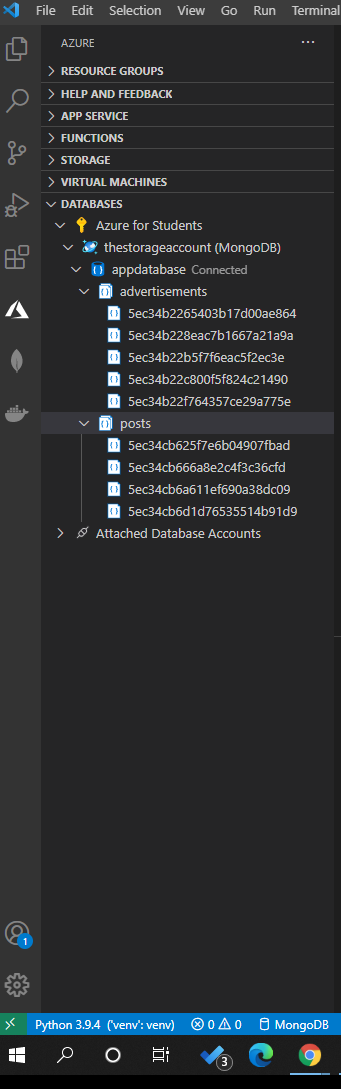 File Edit Selection View Go Run Terminal
AZURE
RESOURCE GROUPS
HELP AND FEEDBACK
APP SERVICE
FUNCTIONS
STORAGE
VIRTUAL MACHINES
DATABASES
Azure for Students
thestorageaccount (MongoDB)
appdatabase Connected
advertisements
5ec34b2265403b17d00ae864
5ec34b228eac7b1667a21a9a
5ec34b22b5f7f6eac5f2ec3e
5ec34b22c800f5f824c21490
5ec34b22f764357ce29a775e
posts
5ec34cb625f7e6b04907fbad
5ec34cb666a8e2c4f3c36cfd
5ec34cb6a611ef690a38dc09
5ec34cb6d1d76535514b91d9
Attached Database Accounts
1
Python 3.9.4 ('venv': venv) 0 0 MongoDB
3